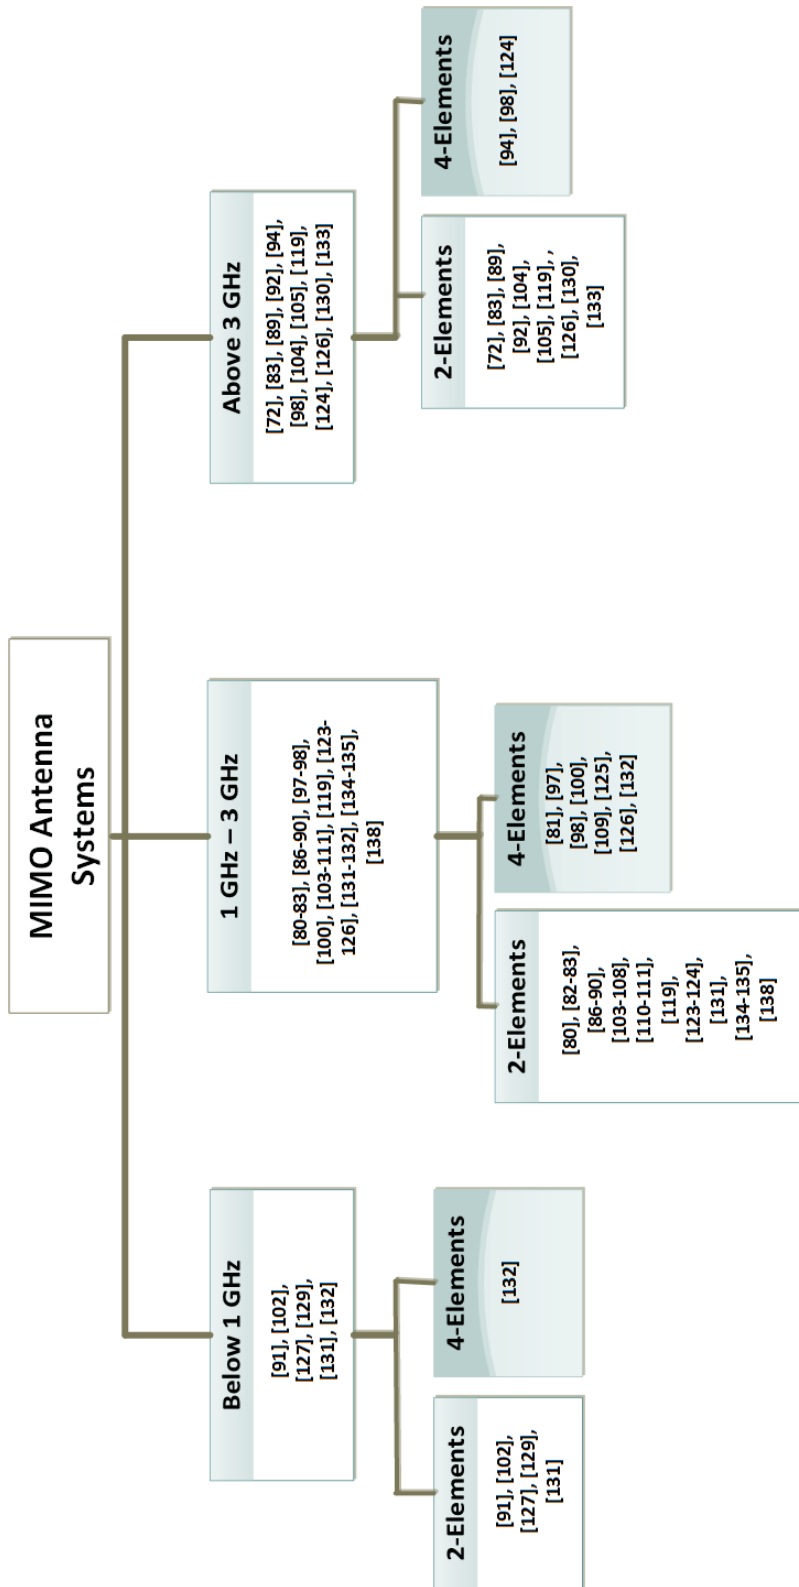 MIMO Antenna
Systems
Below 1 GHz
[91], [102],
[127], [129],
[131], [132]
2-Elements
[91], [102],
[127], [129],
[131]
4-Elements
[132]
1 GHz – 3 GHz
[80-83], [86-90], [97-98],
[100], [103-111], [119], [123-
126], [131-132], [134-135],
[138]
2-Elements
[80], [82-83],
[86-90],
[103-108],
[110-111],
[119],
[123-124],
[131],
[134-135],
[138]
4-Elements
[81], [97],
[98], [100],
[109], [125],
[126], [132]
Above 3 GHz
[72], [83], [89], [92], [94],
[98], [104], [105], [119],
[124], [126], [130], [133]
2-Elements
[72], [83], [89],
[92], [104],
[105], [119], ,
[126], [130],
[133]
4-Elements
[94], [98], [124]